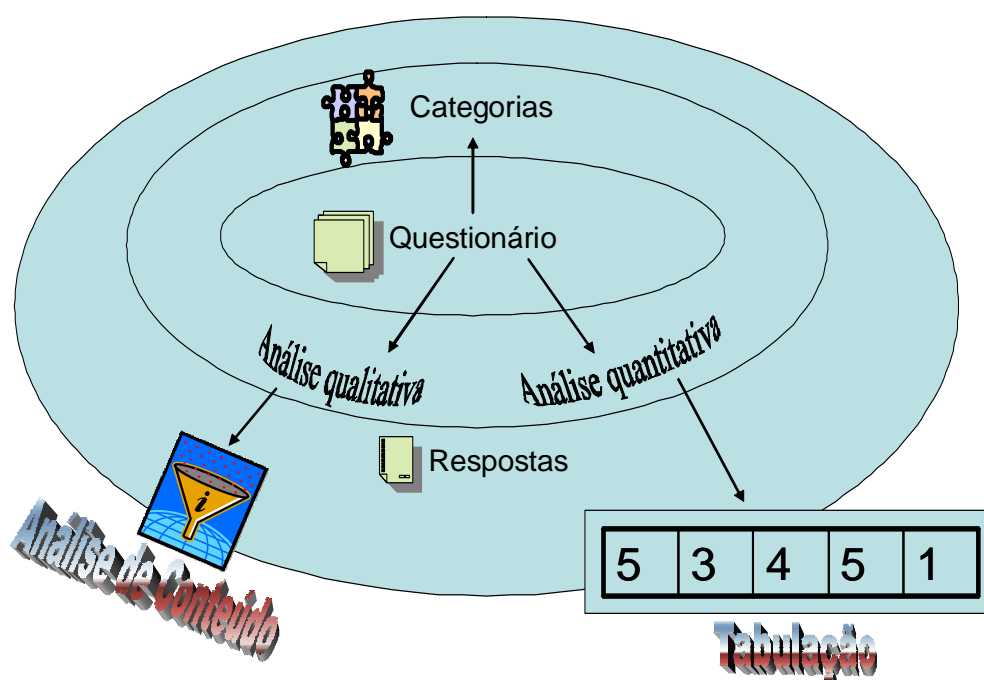 Categorias
Questionário
Análise qualitativa
Análise quantitativa
Respostas
i
Análise de Conteúdo
5 3 4 5 1
Tabulação